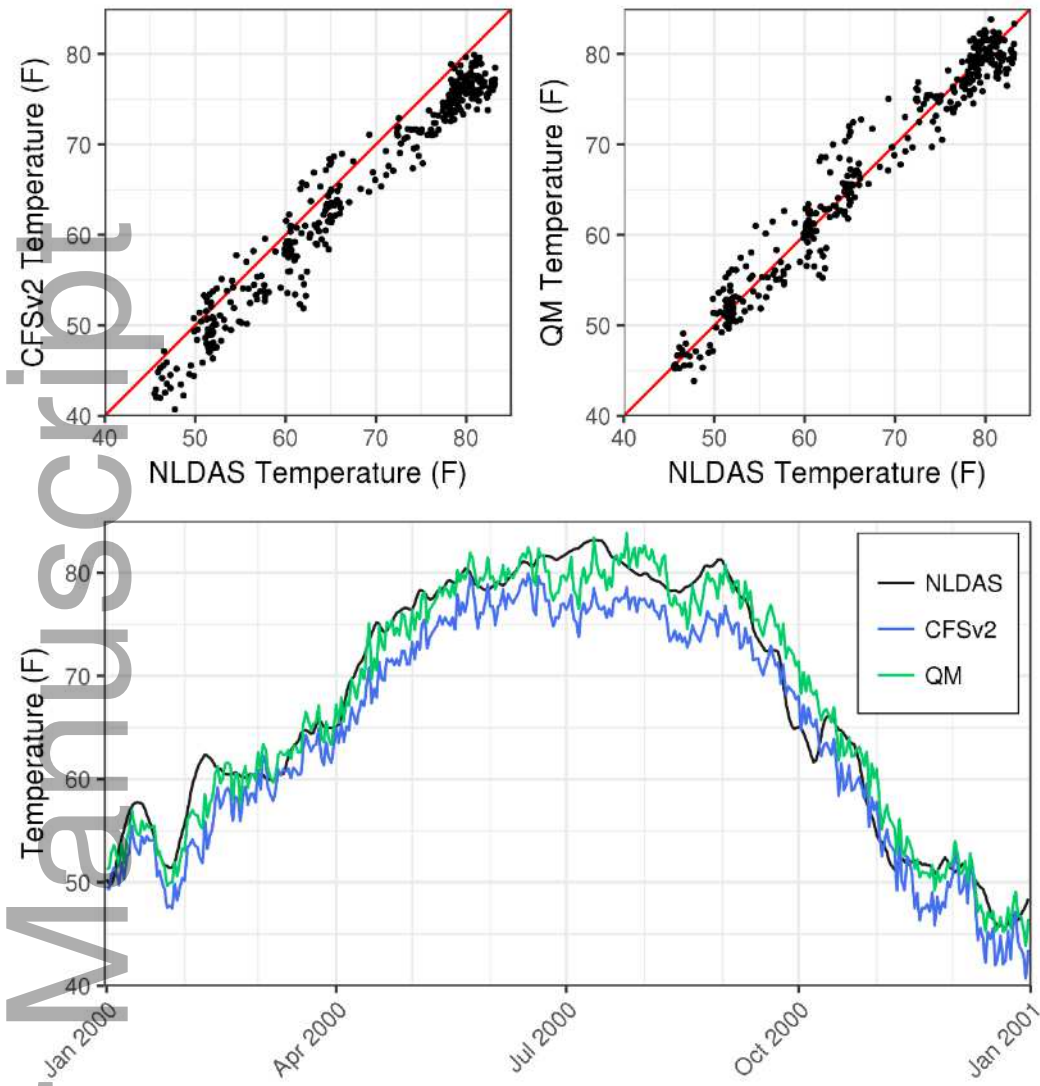 CFSv2 Temperature (F)
80
70
60
50
40
40 50 60 70 80
NLDAS Temperature (F)
QM Temperature (F)
80
70
60
50
40
40 50 60 70 80
NLDAS Temperature (F)
Temperature (F)
80
70
60
50
40
Jan 2000
Apr 2000
Jul 2000
Oct 2000
Jan 2001
NLDAS
CFSv2
QM
Manuscript